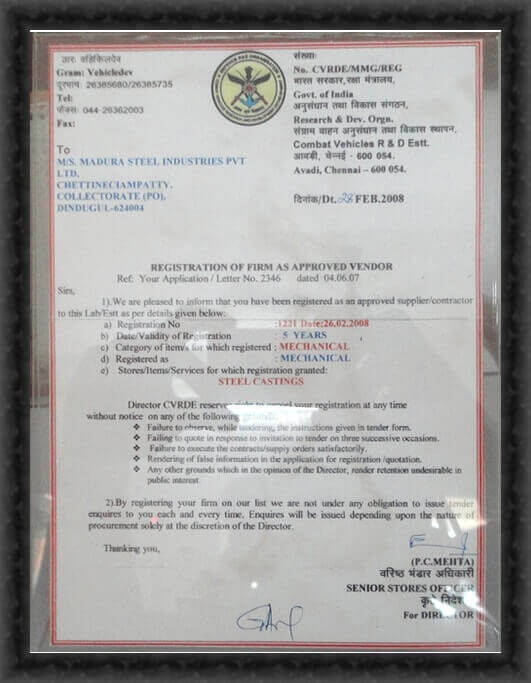 तारः वहिकिलदेव
Gram: Vehicledev
दूरभाषः 26385680/26385735
Tel:
फॅक्सः 044-26362003
Fax:
संख्याः
No. CVRDE/MMG/REG
भारत सरकार,रक्षा मंत्रालय,
Govt. of India
अनुसंधान तथा विकास संगठन,
Research & Dev. Orgn.
संग्राम वाहन अनुसंधान तथा विकास स्थापन,
Combat Vehicles R & D Estt.
आवडी, चेन्नई - 600 054.
Avadi, Chennai – 600 054.
दिनांक/Dt. 28 FEB.2008
To
M/S. MADURA STEEL INDUSTRIES PVT
LTD,
CHETTINECIAMPATTY,
COLLECTORATE (PO),
DINDUGUL-624004
REGISTRATION OF FIRM AS APPROVED VENDOR
Ref: Your Application / Letter No. 2346 dated 04.06.07
Sirs,
1).We are pleased to inform that you have been registered as an approved supplier/contractor
to this Lab/Estt as per details given below:
a) Registration No :1221 Date:26.02.2008
b) Date/Validity of Registration : 5 YEARS
c) Category of item/s for which registered : MECHANICAL
d) Registered as : MECHANICAL
e) Stores/Items/Services for which registration granted:
STEEL CASTINGS
Director CVRDE reserves right to cancel your registration at any time
without notice on any of the following grounds:
❖ Failure to observe, while tendering, the instructions given in tender form.
❖ Failing to quote in response to invitation to tender on three successive occasions.
❖ Failure to execute the contracts/supply orders satisfactorily.
❖ Rendering of false information in the application for registration /quotation.
❖ Any other grounds which in the opinion of the Director, render retention undesirable in
public interest.
2).By registering your firm on our list we are not under any obligation to issue tender
enquires to you each and every time. Enquires will be issued depending upon the nature of
procurement solely at the discretion of the Director.
Thanking you,
(P.C.MEHTA)
वरिष्ठ भंडार अधिकारी
SENIOR STORES OFFICER
कृते निदेशक
For DIRECTOR